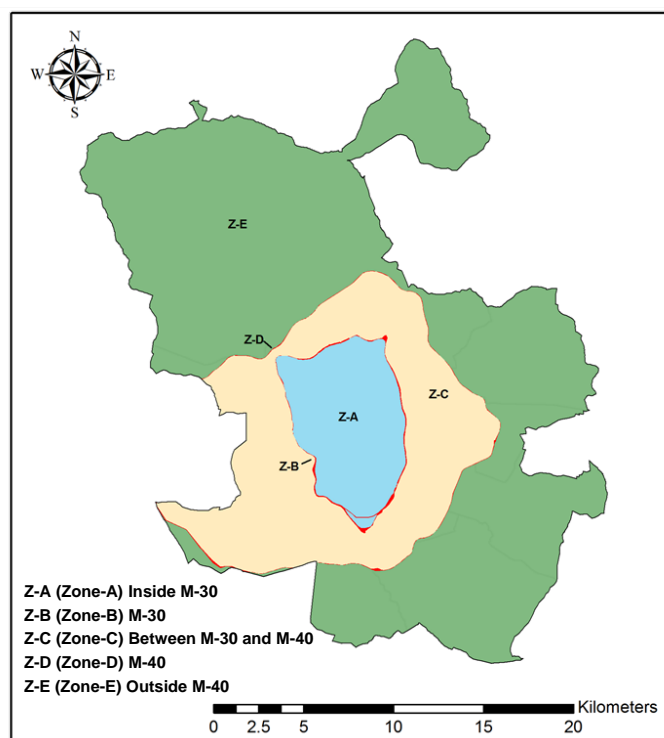 N
W E
S
Z-E
Z-D
Z-C
Z-A
Z-B
Z-A (Zone-A) Inside M-30
Z-B (Zone-B) M-30
Z-C (Zone-C) Between M-30 and M-40
Z-D (Zone-D) M-40
Z-E (Zone-E) Outside M-40
Kilometers
0 2.5 5 10 15 20